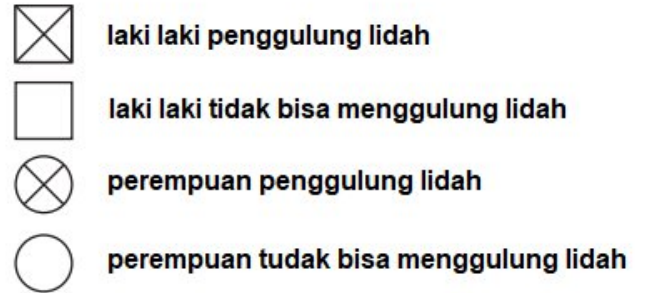 laki laki penggulung lidah
laki laki tidak bisa menggulung lidah
perempuan penggulung lidah
perempuan tudak bisa menggulung lidah